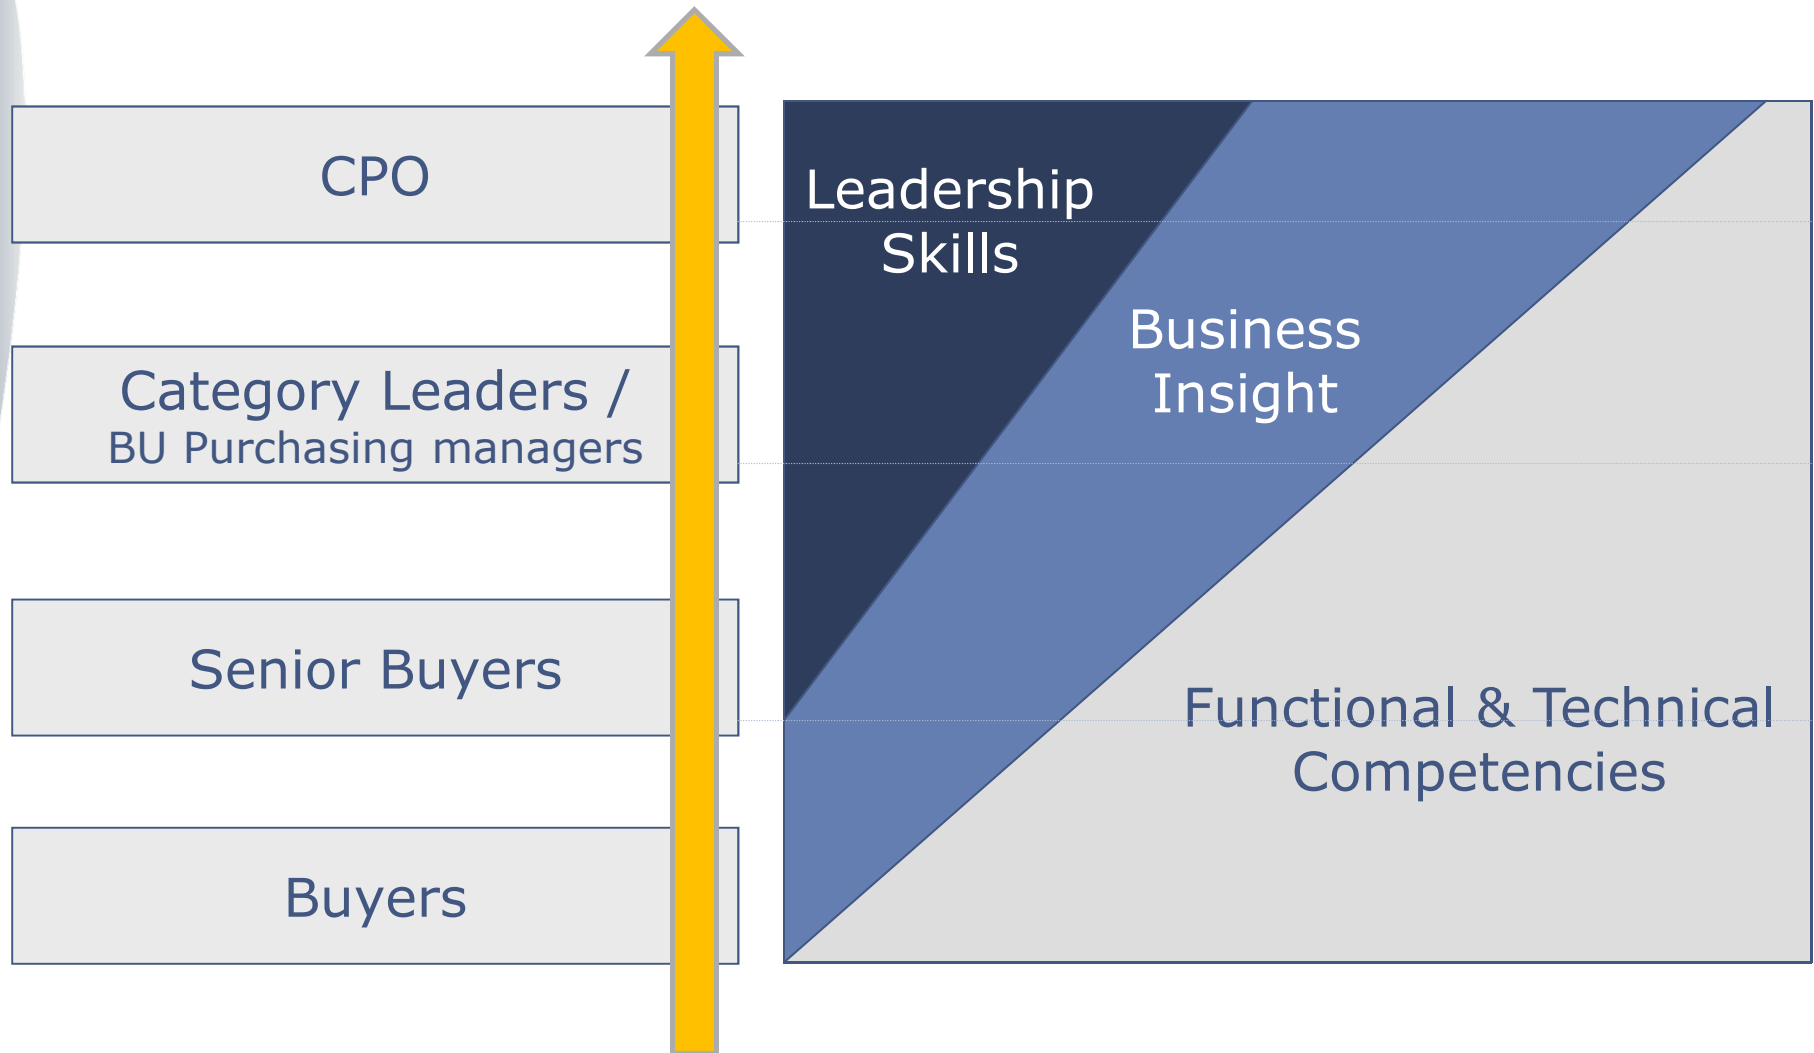 CPO
Category Leaders /
BU Purchasing managers
Senior Buyers
Buyers
Leadership
Skills
Business
Insight
Functional & Technical
Competencies